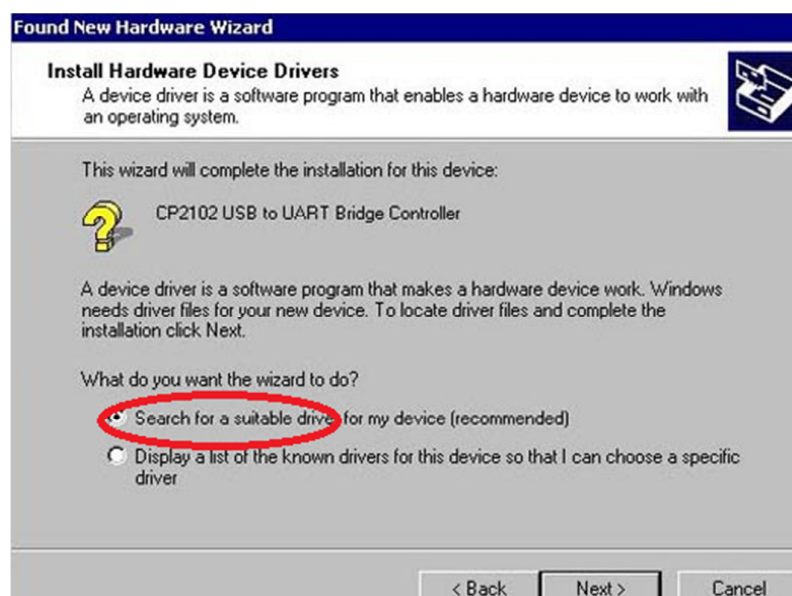 Found New Hardware Wizard
Install Hardware Device Drivers
A device driver is a software program that enables a hardware device to work with
an operating system.
This wizard will complete the installation for this device:
CP2102 USB to UART Bridge Controller
A device driver is a software program that makes a hardware device work. Windows
needs driver files for your new device. To locate driver files and complete the
installation click Next.
What do you want the wizard to do?
Search for a suitable driver for my device (recommended)
Display a list of the known drivers for this device so that I can choose a specific
driver
< Back Next > Cancel